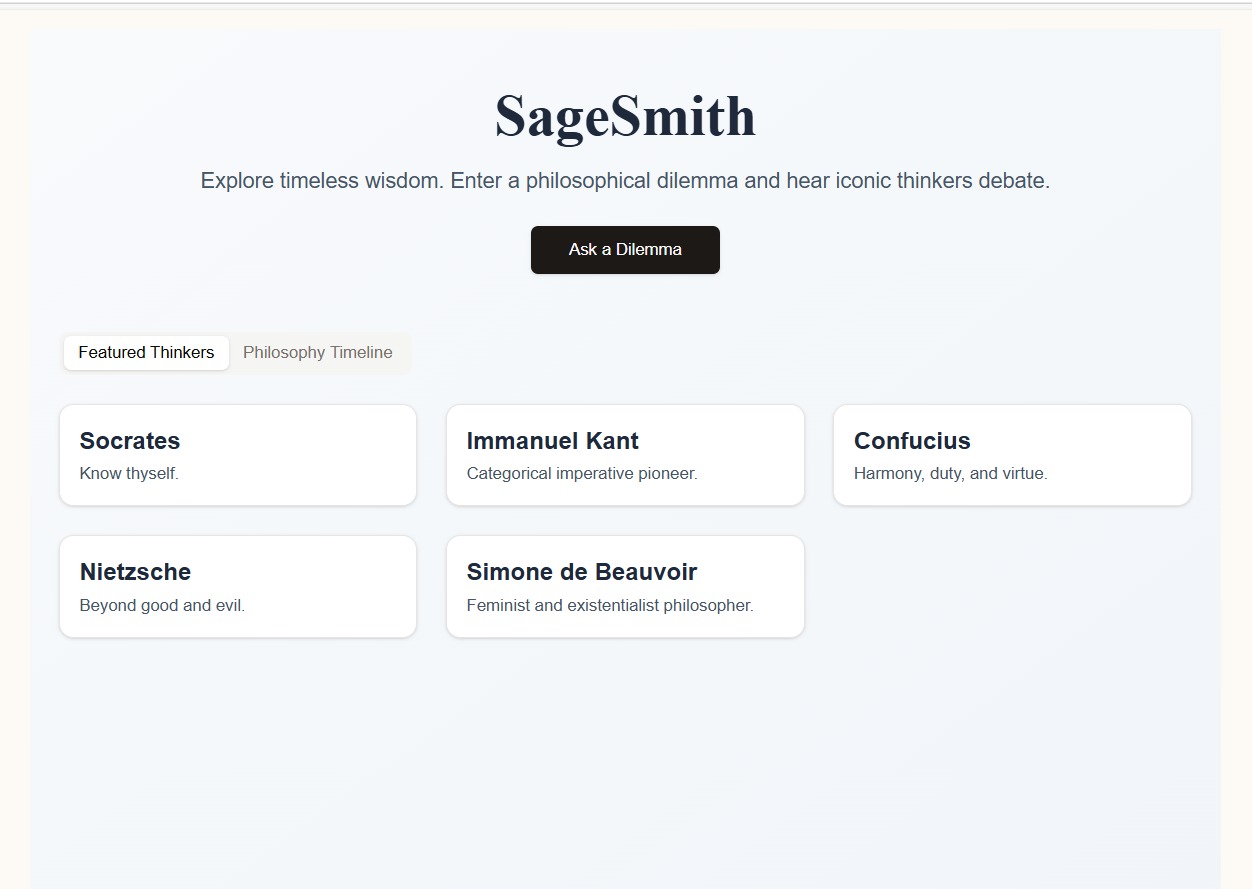 SageSmith
Explore timeless wisdom. Enter a philosophical dilemma and hear iconic thinkers debate.
Ask a Dilemma
Featured Thinkers
Philosophy Timeline
Socrates
Know thyself.
Immanuel Kant
Categorical imperative pioneer.
Confucius
Harmony, duty, and virtue.
Nietzsche
Beyond good and evil.
Simone de Beauvoir
Feminist and existentialist philosopher.